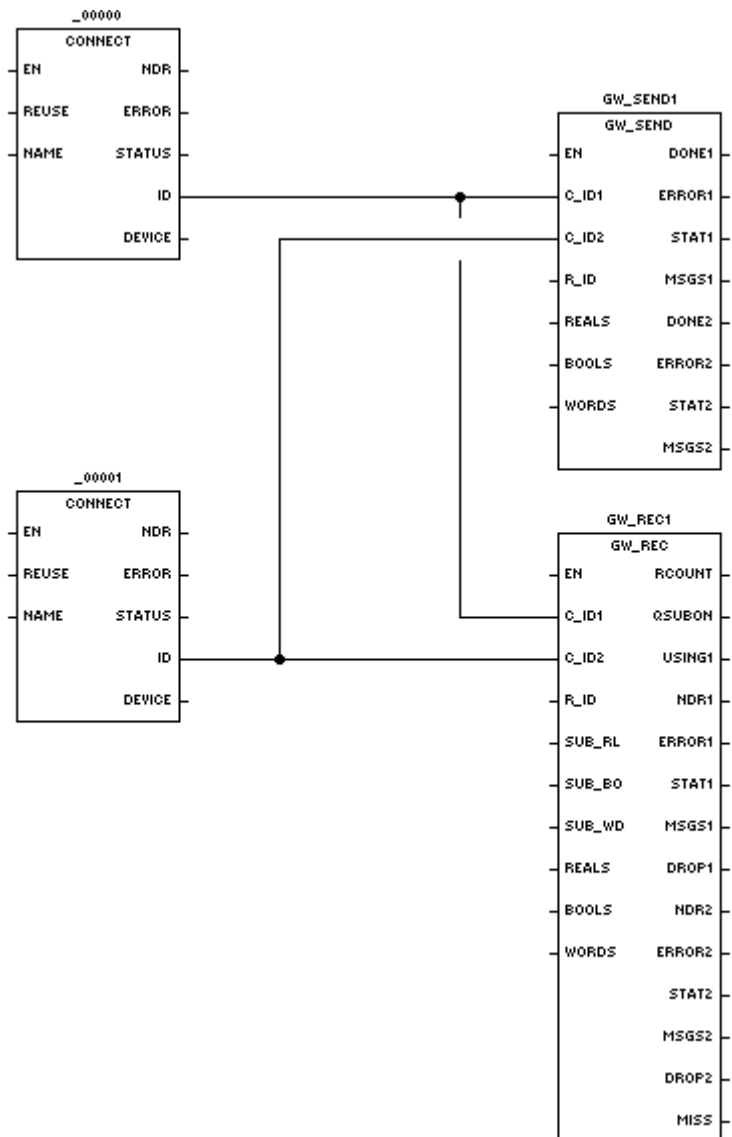 _00000
CONNECT
EN NDR
REUSE ERROR
NAME STATUS
ID
DEVICE
GW_SEND1
GW_SEND
EN DONE1
C_ID1 ERROR1
C_ID2 STAT1
R_ID MSGS1
REALS DONE2
BOOLS ERROR2
WORDS STAT2
MSGS2
_00001
CONNECT
EN NDR
REUSE ERROR
NAME STATUS
ID
DEVICE
GW_REC1
GW_REC
EN RCOUNT
C_ID1 QSUBON
C_ID2 USING1
R_ID NDR1
SUB_RL ERROR1
SUB_BO STAT1
SUB_WD MSGS1
REALS DROP1
BOOLS NDR2
WORDS ERROR2
STAT2
MSGS2
DROP2
MISS